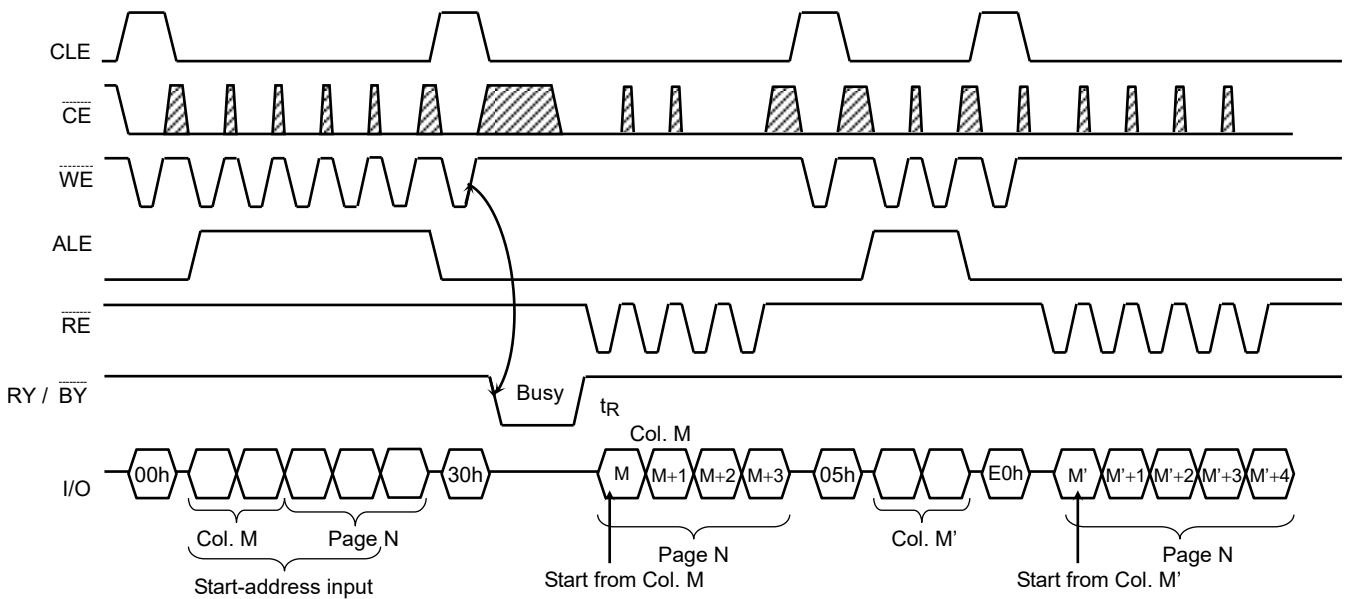 CLE
CE
WE
ALE
RE
RY / BY
Busy
tR
Col. M
I/O
00h
30h
M
M+1
M+2
M+3
05h
E0h
M'
M'+1
M'+2
M'+3
M'+4
Col. M
Page N
Start-address input
Page N
Start from Col. M
Col. M’
Page N
Start from Col. M’